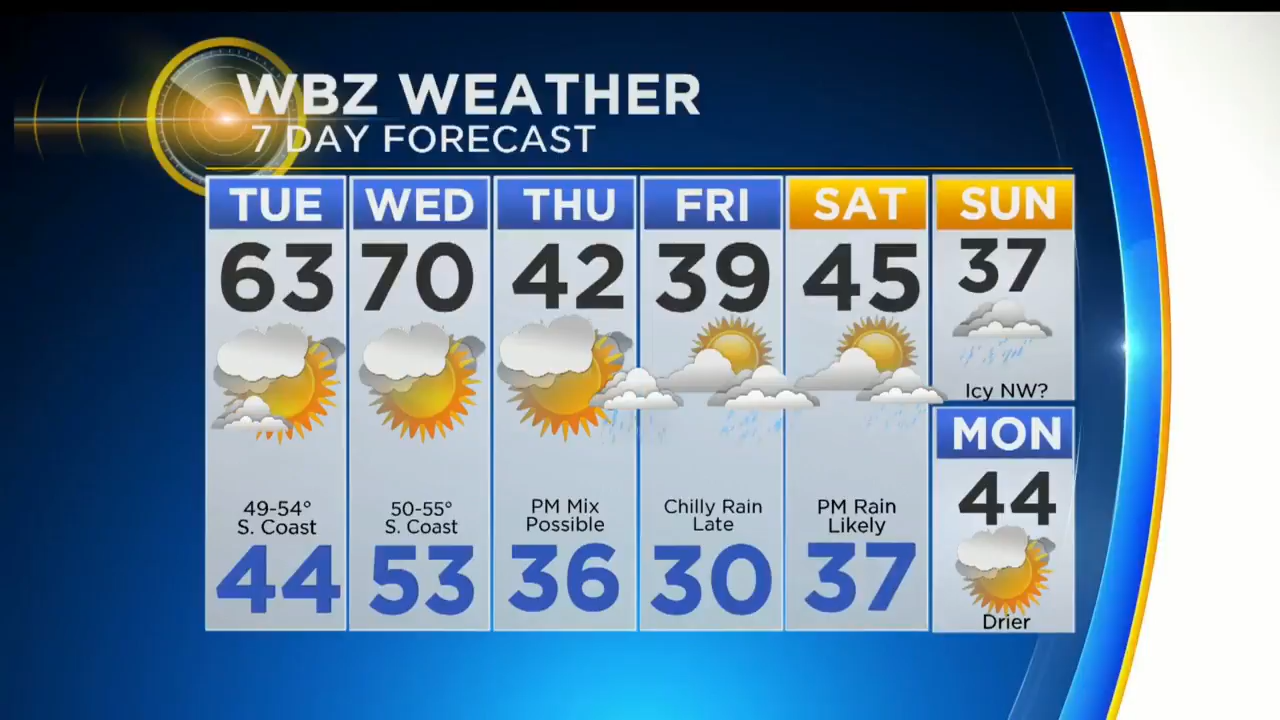 WBZ WEATHER
7 DAY FORECAST
TUE
63
49-54°
S. Coast
44
WED
70
50-55°
S. Coast
53
THU
42
PM Mix
Possible
36
FRI
39
Chilly Rain
Late
30
SAT
45
PM Rain
Likely
37
SUN
37
Icy NW?
MON
44
Drier